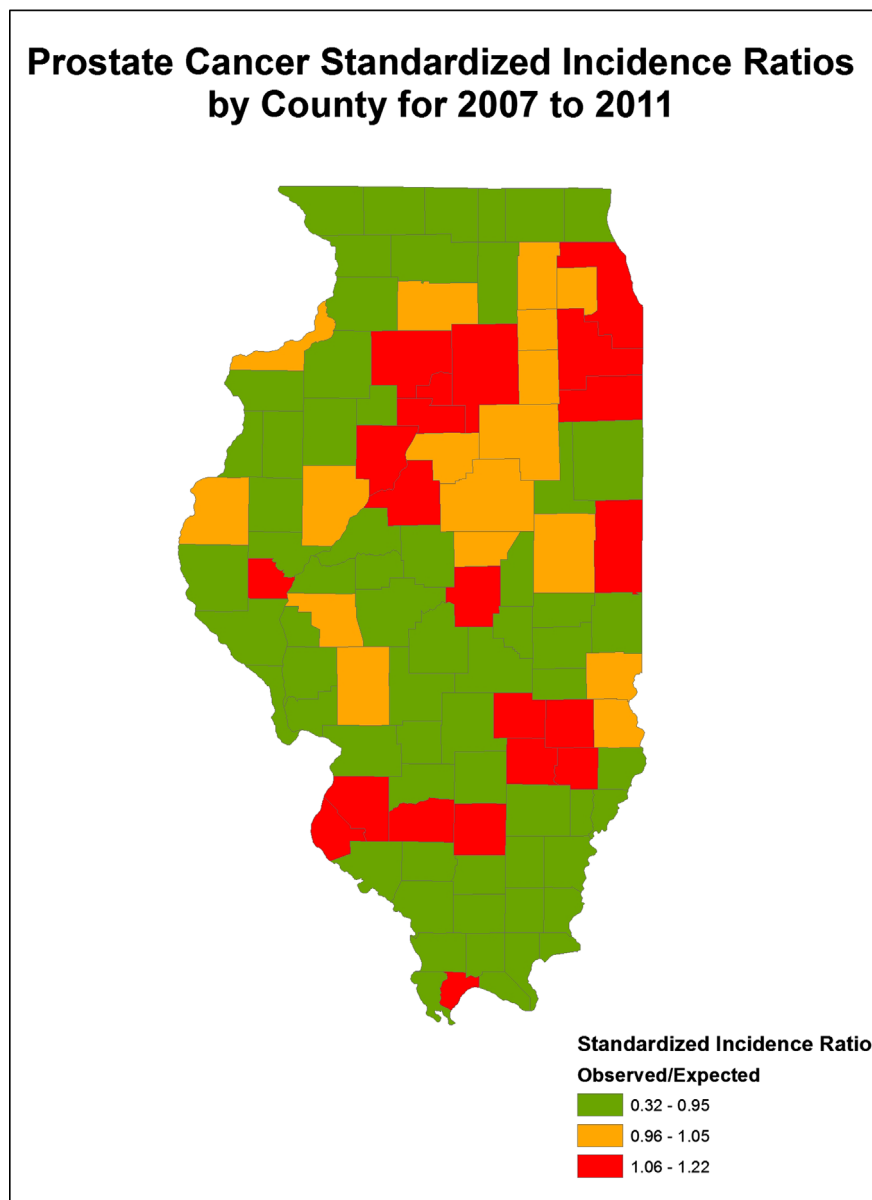 Prostate Cancer Standardized Incidence Ratios
by County for 2007 to 2011
Standardized Incidence Ratio
Observed/Expected
0.32 - 0.95
0.96 - 1.05
1.06 - 1.22